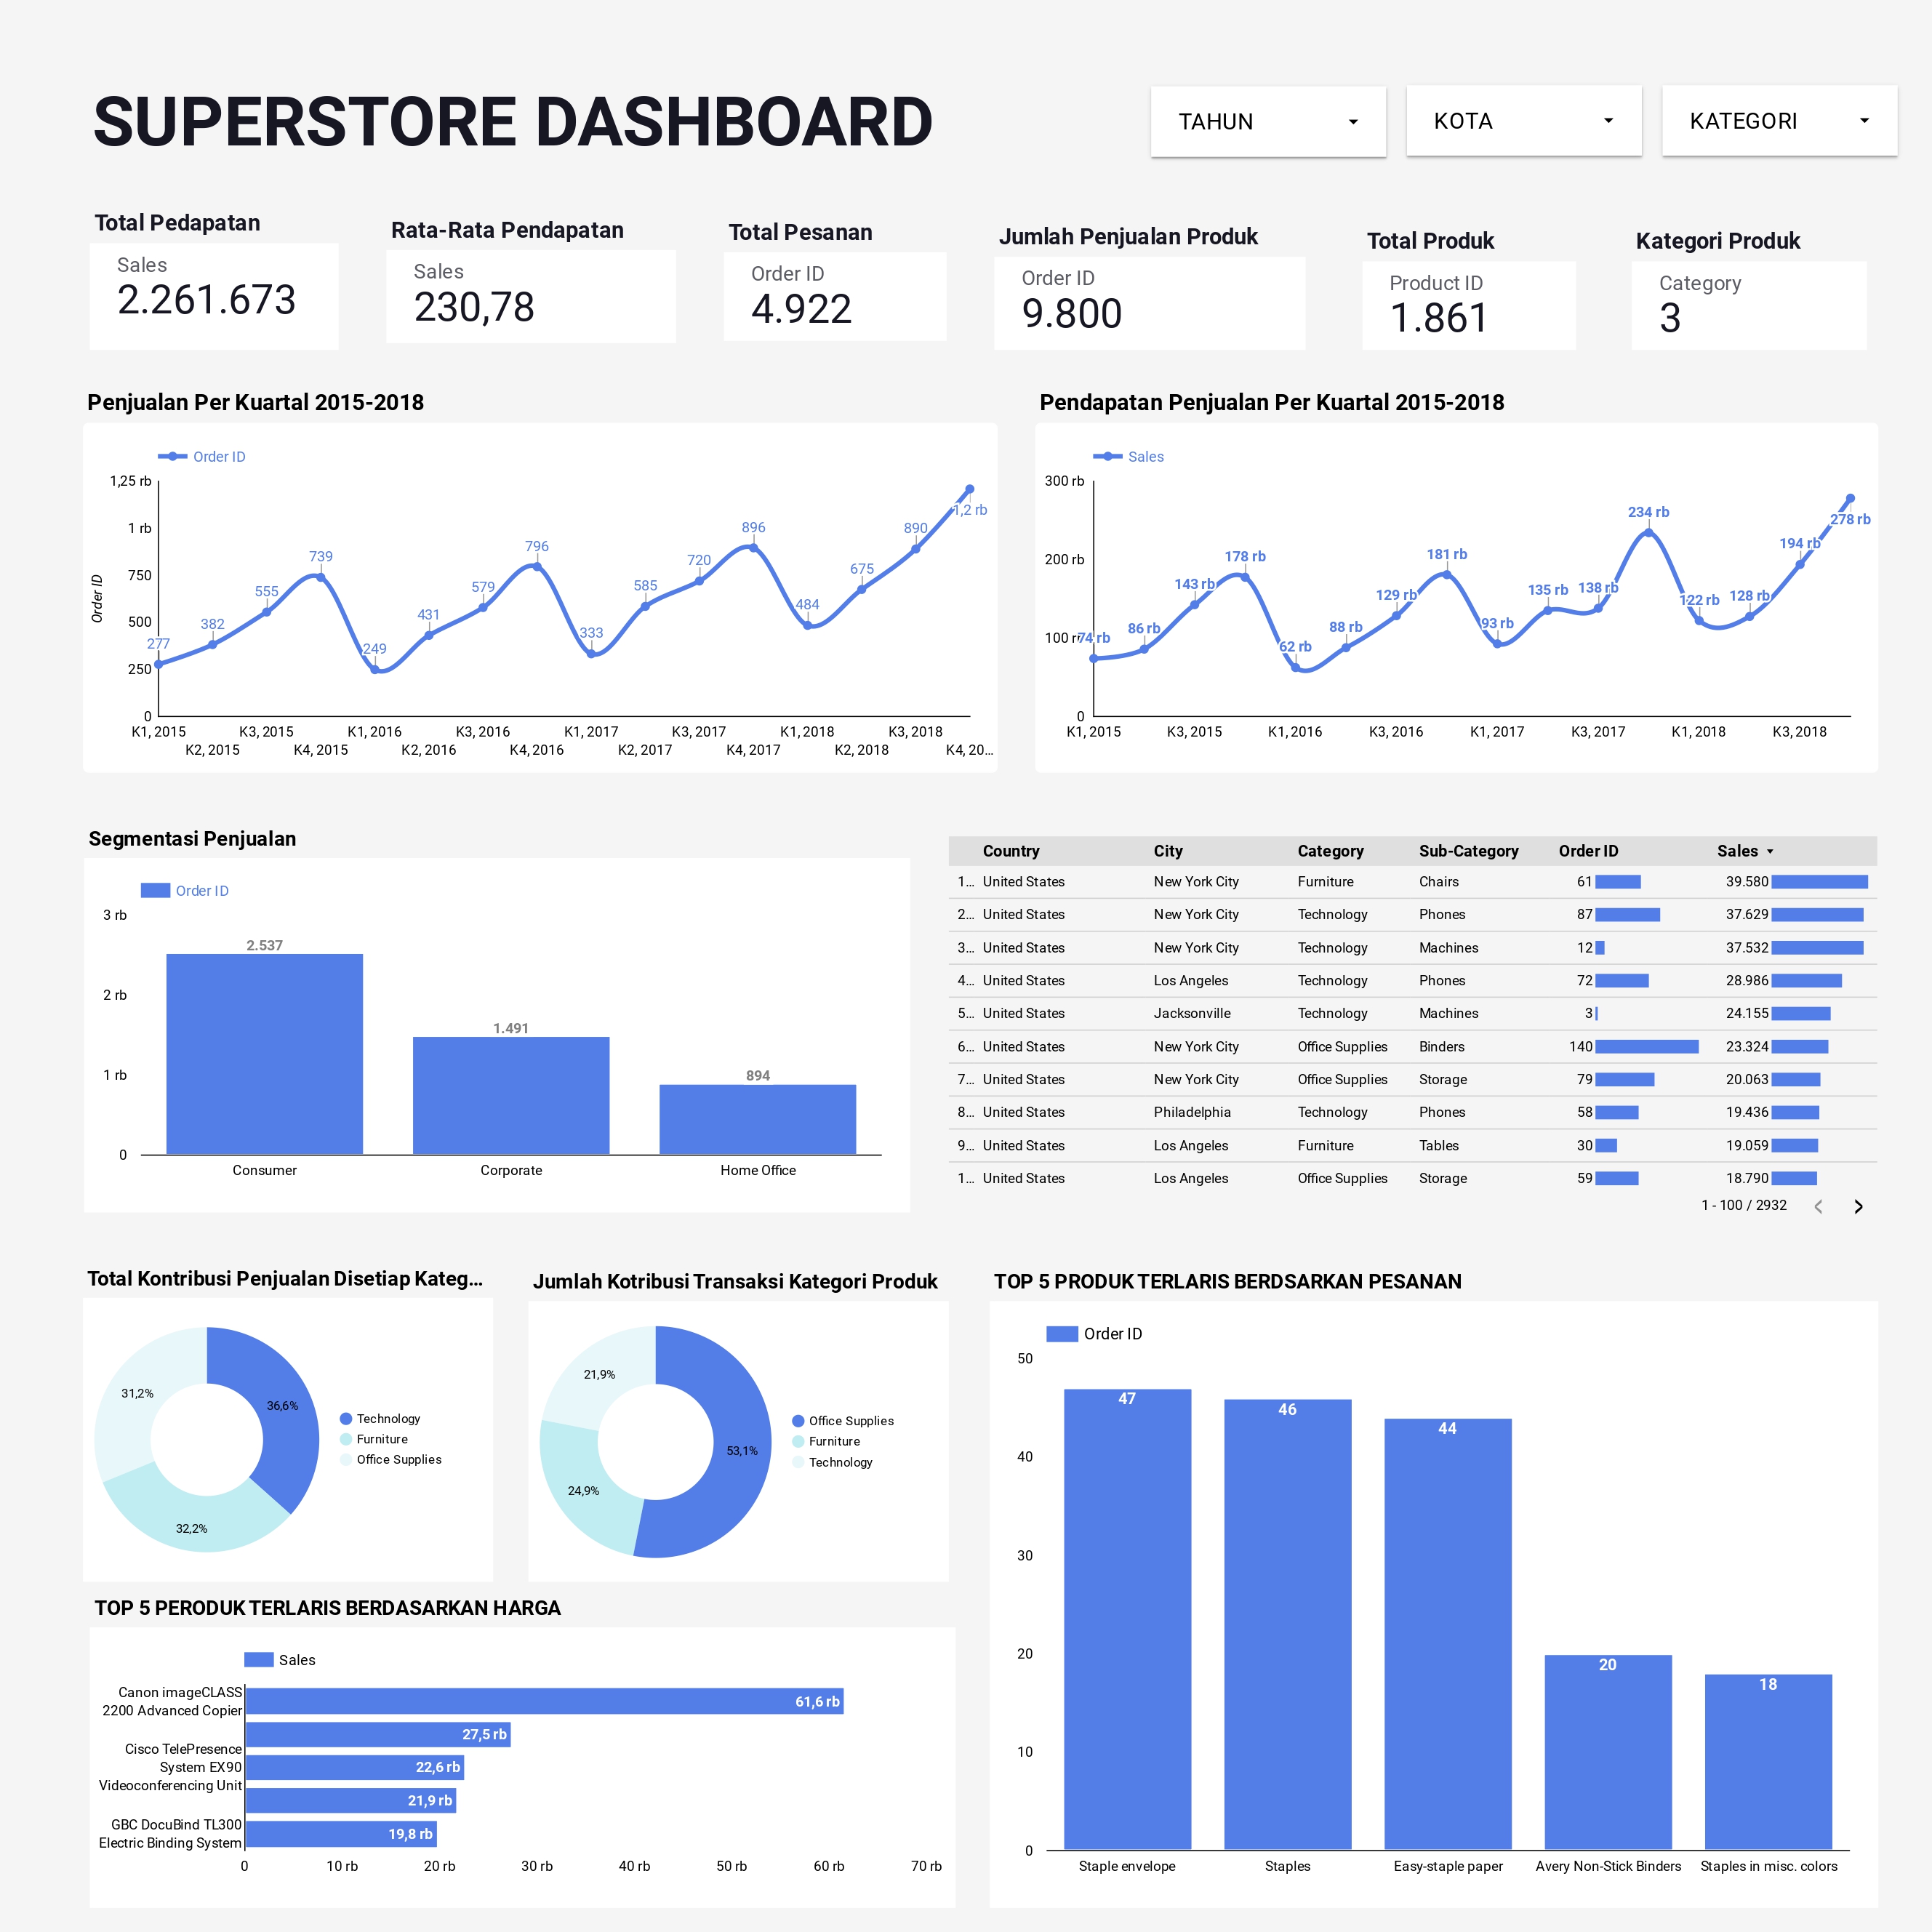 SUPERSTORE DASHBOARD
TAHUN
KOTA
KATEGORI
Total Pedapatan
Sales
2.261.673
Rata-Rata Pendapatan
Sales
230,78
Total Pesanan
Order ID
4.922
Jumlah Penjualan Produk
Order ID
9.800
Total Produk
Product ID
1.861
Kategori Produk
Category
3
Penjualan Per Kuartal 2015-2018
Order ID
1,25 rb
1 rb
750
500
250
0
Order ID
277
382
555
739
249
431
579
796
333
585
720
896
484
675
890
1,2 rb
K1, 2015
K2, 2015
K3, 2015
K4, 2015
K1, 2016
K2, 2016
K3, 2016
K4, 2016
K1, 2017
K2, 2017
K3, 2017
K4, 2017
K1, 2018
K2, 2018
K3, 2018
K4, 20...
Pendapatan Penjualan Per Kuartal 2015-2018
Sales
300 rb
200 rb
100 rb
0
74 rb
86 rb
143 rb
178 rb
62 rb
88 rb
129 rb
181 rb
93 rb
135 rb
138 rb
234 rb
122 rb
128 rb
194 rb
278 rb
K1, 2015
K3, 2015
K1, 2016
K3, 2016
K1, 2017
K3, 2017
K1, 2018
K3, 2018
Segmentasi Penjualan
Order ID
3 rb
2 rb
1 rb
0
2.537
1.491
894
Consumer
Corporate
Home Office
Country City Category Sub-Category Order ID Sales
1... United States New York City Furniture Chairs 61 39.580
2... United States New York City Technology Phones 87 37.629
3... United States New York City Technology Machines 12 37.532
4... United States Los Angeles Technology Phones 72 28.986
5... United States Jacksonville Technology Machines 3 24.155
6... United States New York City Office Supplies Binders 140 23.324
7... United States New York City Office Supplies Storage 79 20.063
8... United States Philadelphia Technology Phones 58 19.436
9... United States Los Angeles Furniture Tables 30 19.059
1... United States Los Angeles Office Supplies Storage 59 18.790
1 - 100 / 2932
Total Kontribusi Penjualan Disetiap Kateg...
31,2%
36,6%
32,2%
Technology
Furniture
Office Supplies
Jumlah Kotribusi Transaksi Kategori Produk
21,9%
53,1%
24,9%
Office Supplies
Furniture
Technology
TOP 5 PRODUK TERLARIS BERDSARKAN PESANAN
Order ID
50
40
30
20
10
0
47
46
44
20
18
Staple envelope
Staples
Easy-staple paper
Avery Non-Stick Binders
Staples in misc. colors
TOP 5 PERODUK TERLARIS BERDASARKAN HARGA
Sales
Canon imageCLASS
2200 Advanced Copier
Cisco TelePresence
System EX90
Videoconferencing Unit
GBC DocuBind TL300
Electric Binding System
61,6 rb
27,5 rb
22,6 rb
21,9 rb
19,8 rb
0
10 rb
20 rb
30 rb
40 rb
50 rb
60 rb
70 rb